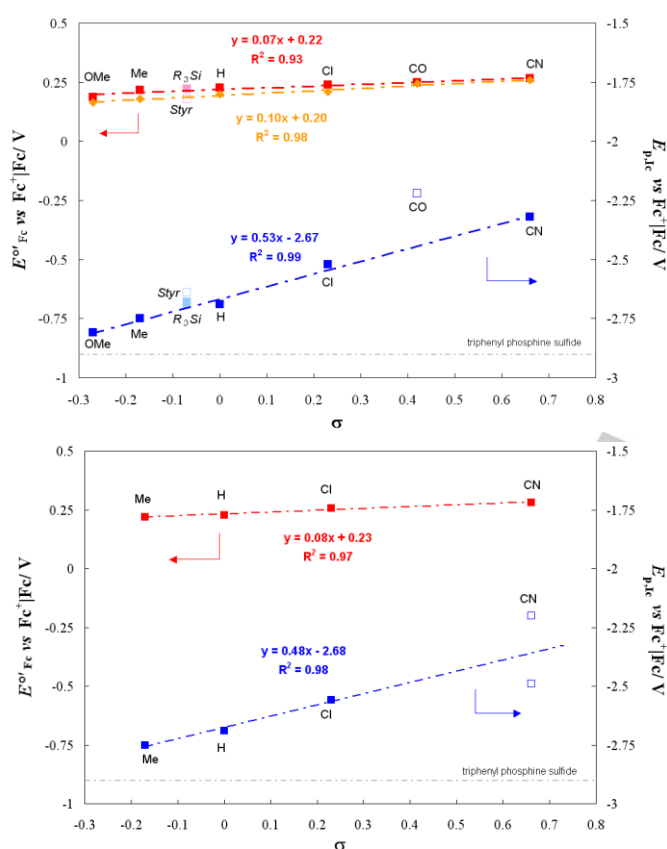 0.5
0.25
0
-0.25
-0.5
-0.75
-1
E°′Fc vs Fc⁺|Fc/ V
-1.5
-1.75
-2
-2.25
-2.5
-2.75
-3
Ep,Ic vs Fc⁺|Fc/ V
y = 0.07x + 0.22
R² = 0.93
OMe
Me
R₃Si
H
Cl
CO
CN
Styr
y = 0.10x + 0.20
R² = 0.98
CO
y = 0.53x - 2.67
R² = 0.99
CN
Cl
Styr
R₃Si
H
Me
OMe
triphenyl phosphine sulfide
-0.3 -0.2 -0.1 0 0.1 0.2 0.3 0.4 0.5 0.6 0.7 0.8
σ
0.5
0.25
0
-0.25
-0.5
-0.75
-1
E°′Fc vs Fc⁺|Fc/ V
-1.5
-1.75
-2
-2.25
-2.5
-2.75
-3
Ep,Ic vs Fc⁺|Fc/ V
Me
H
Cl
CN
y = 0.08x + 0.23
R² = 0.97
CN
y = 0.48x - 2.68
R² = 0.98
Cl
H
Me
triphenyl phosphine sulfide
-0.3 -0.2 -0.1 0 0.1 0.2 0.3 0.4 0.5 0.6 0.7 0.8
σ